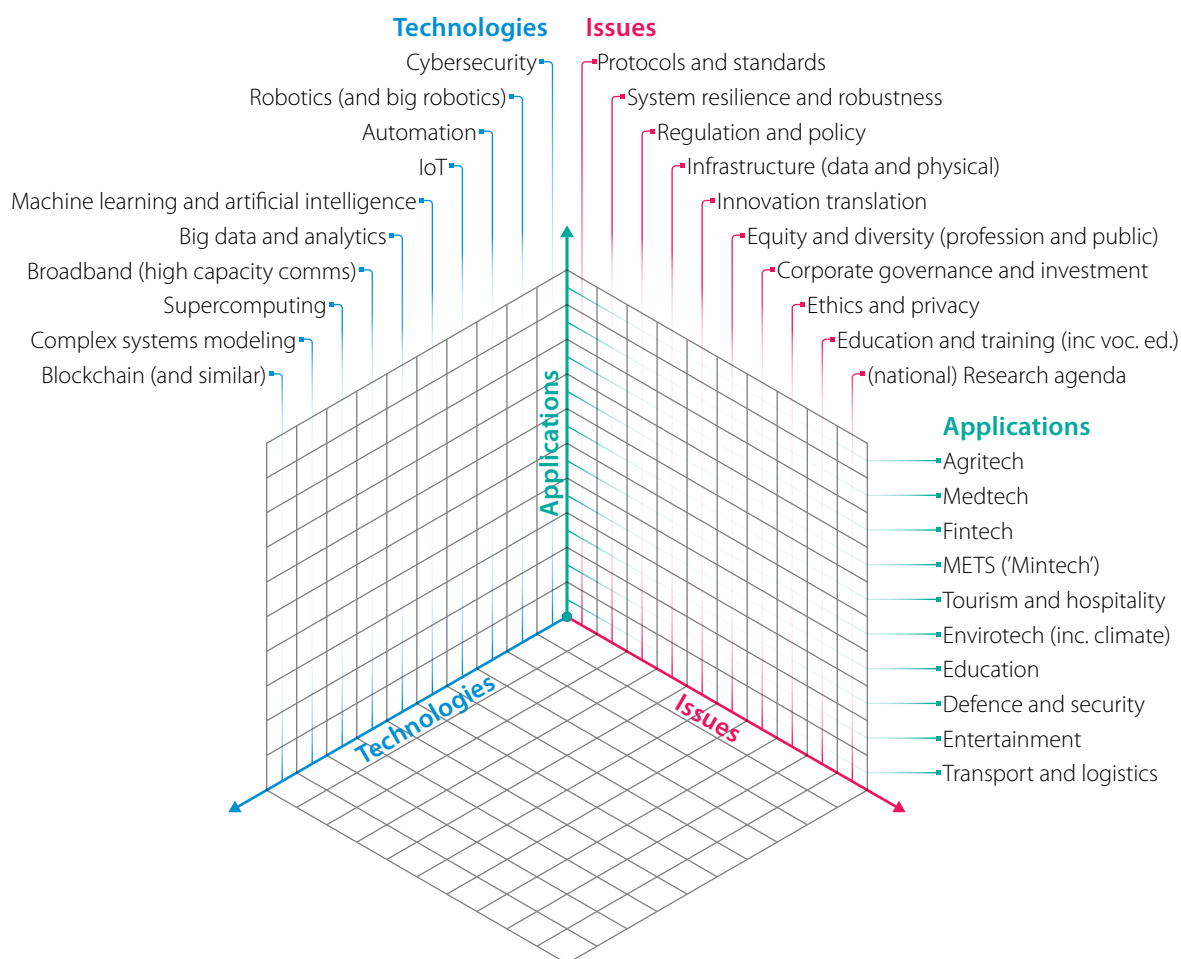 Technologies
Issues
Cybersecurity
Protocols and standards
Robotics (and big robotics)
System resilience and robustness
Automation
Regulation and policy
IoT
Infrastructure (data and physical)
Machine learning and artificial intelligence
Innovation translation
Big data and analytics
Equity and diversity (profession and public)
Broadband (high capacity comms)
Corporate governance and investment
Supercomputing
Ethics and privacy
Complex systems modeling
Education and training (inc voc. ed.)
Blockchain (and similar)
(national) Research agenda
Applications
Applications
Agritech
Medtech
Fintech
METS ('Mintech')
Tourism and hospitality
Envirotech (inc. climate)
Education
Defence and security
Entertainment
Transport and logistics
Technologies
Issues